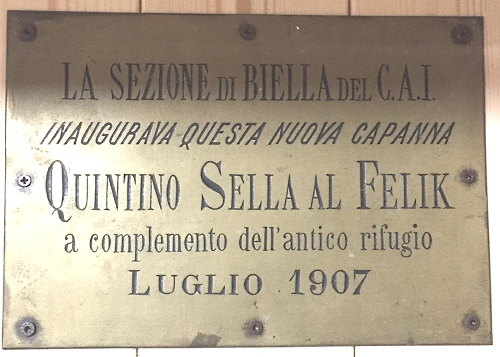 LA SEZIONE DI BIELLA DEL C.A.I.
INAUGURAVA QUESTA NUOVA CAPANNA
QUINTINO SELLA AL FELIK
a complemento dell'antico rifugio
LUGLIO 1907